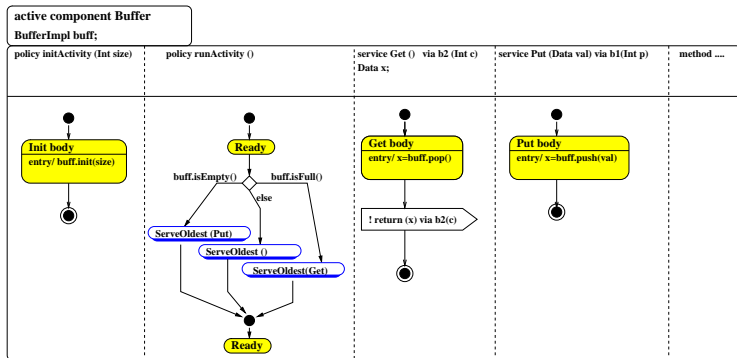 active component Buffer
BufferImpl buff;
policy initActivity (Int size)
policy runActivity ()
service Get ()   via b2 (Int c)
Data x;
service Put (Data val) via b1(Int p)
method ....
Init body
entry/ buff.init(size)
Ready
buff.isEmpty()
buff.isFull()
else
ServeOldest (Put)
ServeOldest ()
ServeOldest(Get)
Ready
Get body
entry/ x=buff.pop()
! return (x) via b2(c)
Put body
entry/ x=buff.push(val)